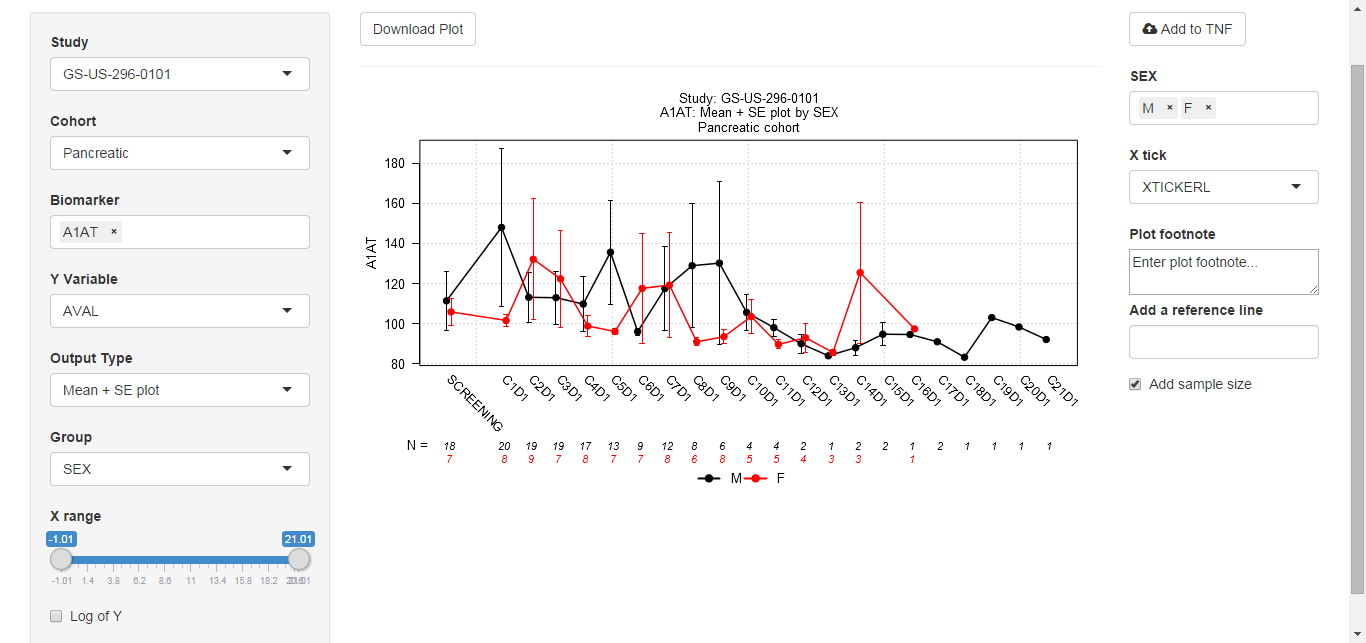 Study
GS-US-296-0101
Cohort
Pancreatic
Biomarker
A1AT ×
Y Variable
AVAL
Output Type
Mean + SE plot
Group
SEX
X range
-1.01 21.01
-1.01 1.4 3.8 6.2 8.6 11 13.4 15.8 18.2 21.01
Log of Y
Download Plot
Study: GS-US-296-0101
A1AT: Mean + SE plot by SEX
Pancreatic cohort
A1AT
180
160
140
120
100
80
SCREENING C1D1 C2D1 C3D1 C4D1 C5D1 C6D1 C7D1 C8D1 C9D1 C10D1 C11D1 C12D1 C13D1 C14D1 C15D1 C16D1 C17D1 C18D1 C19D1 C20D1 C21D1
N = 18 20 19 19 17 13 9 12 8 6 4 4 2 1 2 2 1 2 1 1 1 1
7 8 9 7 8 7 7 8 6 8 5 5 4 3 3 1
M F
Add to TNF
SEX
M × F ×
X tick
XTICKERL
Plot footnote
Enter plot footnote...
Add a reference line
Add sample size